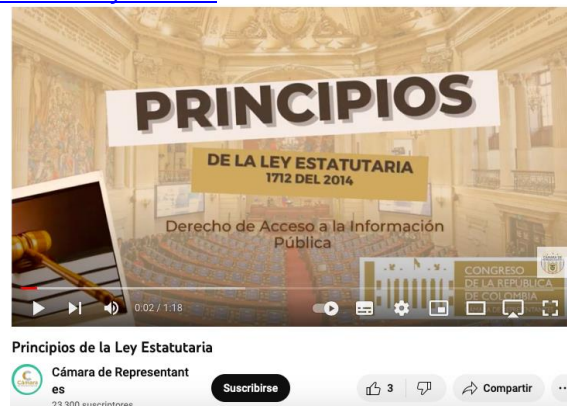 PRINCIPIOS
DE LA LEY ESTATUTARIA
1712 DEL 2014
Derecho de Acceso a la Información
Pública
CONGRESO
DE LA REPÚBLICA
DE COLOMBIA
0:02 / 1:18
Principios de la Ley Estatutaria
Cámara de Representant
es
23.300 suscriptores
Suscribirse
3
Compartir